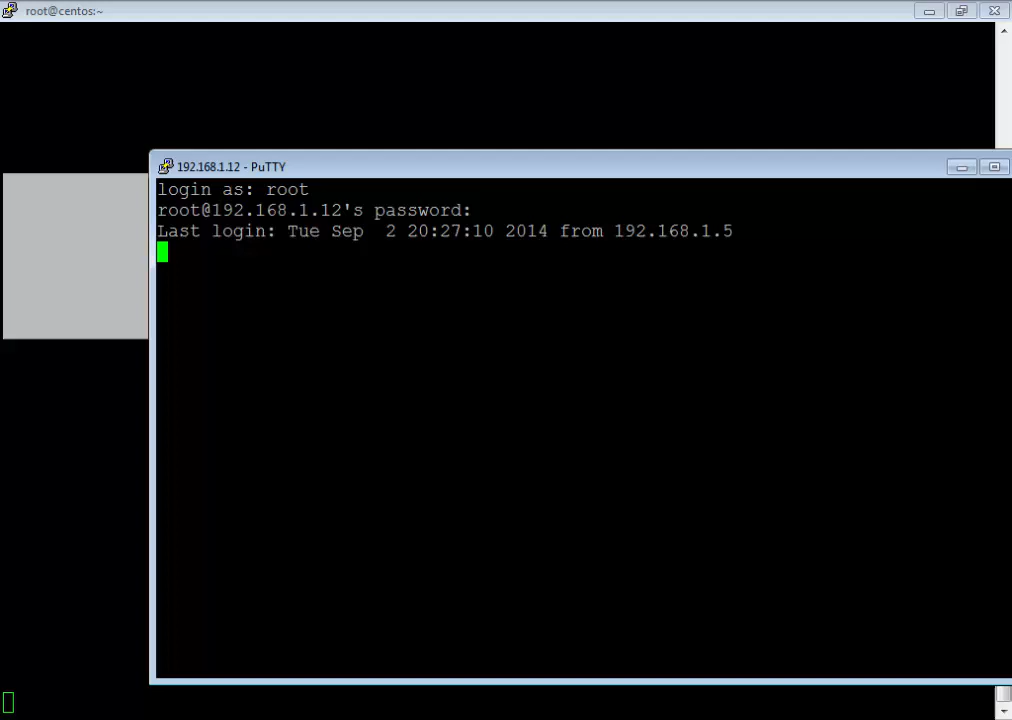 root@centos:~
192.168.1.12 - PuTTY
login as: root
root@192.168.1.12's password:
Last login: Tue Sep  2 20:27:10 2014 from 192.168.1.5